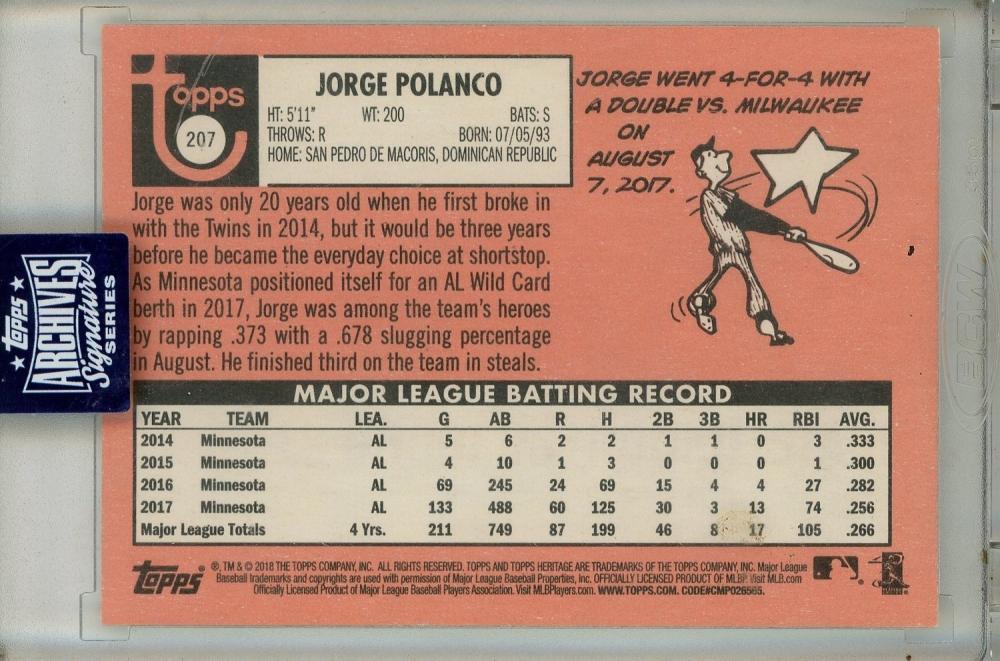 topps
207
JORGE POLANCO
HT: 5'11" WT: 200 BATS: S
THROWS: R BORN: 07/05/93
HOME: SAN PEDRO DE MACORIS, DOMINICAN REPUBLIC
JORGE WENT 4-FOR-4 WITH
A DOUBLE VS. MILWAUKEE
ON
AUGUST
7, 2017.
Jorge was only 20 years old when he first broke in
with the Twins in 2014, but it would be three years
before he became the everyday choice at shortstop.
As Minnesota positioned itself for an AL Wild Card
berth in 2017, Jorge was among the team's heroes
by rapping .373 with a .678 slugging percentage
in August. He finished third on the team in steals.
topps
ARCHIVES
Signature
SERIES
MAJOR LEAGUE BATTING RECORD
YEAR TEAM LEA. G AB R H 2B 3B HR RBI AVG.
2014 Minnesota AL 5 6 2 2 1 1 0 3 .333
2015 Minnesota AL 4 10 1 3 0 0 0 1 .300
2016 Minnesota AL 69 245 24 69 15 4 4 27 .282
2017 Minnesota AL 133 488 60 125 30 3 13 74 .256
Major League Totals 4 Yrs. 211 749 87 199 46 8 17 105 .266
topps
®, TM & © 2018 THE TOPPS COMPANY, INC. ALL RIGHTS RESERVED. TOPPS AND TOPPS HERITAGE ARE TRADEMARKS OF THE TOPPS COMPANY, INC. Major League
Baseball trademarks and copyrights are used with permission of Major League Baseball Properties, Inc. OFFICIALLY LICENSED PRODUCT OF MLBP. Visit MLB.com
Officially Licensed Product of Major League Baseball Players Association. Visit MLBPlayers.com. WWW.TOPPS.COM. CODE#CMP026565.